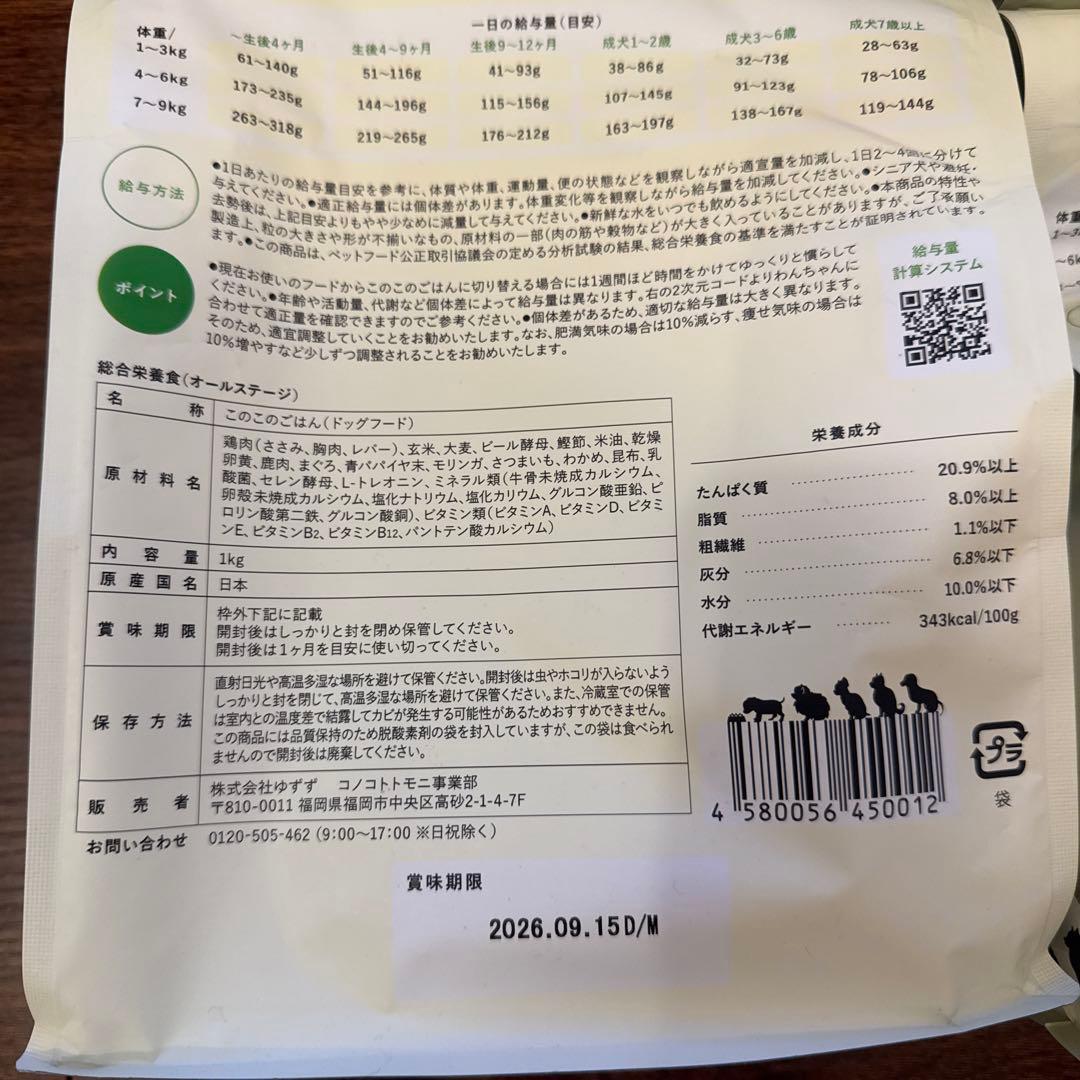 一日の給与量(目安)
体重/ ～生後4ヶ月 生後4～9ヶ月 生後9～12ヶ月 成犬1～2歳 成犬3～6歳 成犬7歳以上
1～3kg 61～140g 51～116g 41～93g 38～86g 32～73g 28～63g
4～6kg 173～235g 144～196g 115～156g 107～145g 91～123g 78～106g
7～9kg 263～318g 219～265g 176～212g 163～197g 138～167g 119～144g
給与方法
●1日あたりの給与量目安を参考に、体質や体重、運動量、便の状態などを観察しながら適宜量を加減し、1日2～4回に分けて
与えてください。●適正給与量には個体差があります。体重変化等を観察しながら給与量を加減してください。●シニア犬や避妊・
去勢後は、上記目安よりもやや少なめに減量して与えてください。●新鮮な水をいつでも飲めるようにしてください。●本商品の特性や
製造上、粒の大きさや形が不揃いなもの、原材料の一部(肉の筋や穀物など)が大きく入っていることがありますが、ご了承願い
ます。●この商品は、ペットフード公正取引協議会の定める分析試験の結果、総合栄養食の基準を満たすことが証明されています。
ポイント
●現在お使いのフードからこのこのごはんに切り替える場合には1週間ほど時間をかけてゆっくりと慣らして
ください。●年齢や活動量、代謝など個体差によって給与量は異なります。右の2次元コードよりわんちゃんに
合わせて適正量を確認できますのでご参考ください。●個体差があるため、適切な給与量は大きく異なります。
そのため、適宜調整していくことをお勧めいたします。なお、肥満気味の場合は10%減らす、痩せ気味の場合は
10%増やすなど少しずつ調整されることをお勧めいたします。
給与量
計算システム
総合栄養食(オールステージ)
名称 このこのごはん(ドッグフード)
原材料名 鶏肉(ささみ、胸肉、レバー)、玄米、大麦、ビール酵母、鰹節、米油、乾燥
卵黄、鹿肉、まぐろ、青パパイヤ末、モリンガ、さつまいも、わかめ、昆布、乳
酸菌、セレン酵母、L-トレオニン、ミネラル類(牛骨未焼成カルシウム、
卵殻未焼成カルシウム、塩化ナトリウム、塩化カリウム、グルコン酸亜鉛、ピ
ロリン酸第二鉄、グルコン酸銅)、ビタミン類(ビタミンA、ビタミンD、ビタミ
ンE、ビタミンB2、ビタミンB12、パントテン酸カルシウム)
内容量 1kg
原産国名 日本
賞味期限 枠外下記に記載
開封後はしっかりと封を閉め保管してください。
開封後は1ヶ月を目安に使い切ってください。
保存方法 直射日光や高温多湿な場所を避けて保管ください。開封後は虫やホコリが入らないよう
しっかりと封を閉じて、高温多湿な場所を避けて保管ください。また、冷蔵室での保管
は室内との温度差で結露してカビが発生する可能性があるためおすすめできません。
この商品には品質保持のため脱酸素剤の袋を封入していますが、この袋は食べられ
ませんので開封後は廃棄してください。
販売者 株式会社ゆずず コノコトトモニ事業部
〒810-0011 福岡県福岡市中央区高砂2-1-4-7F
お問い合わせ 0120-505-462 (9:00～17:00 ※日祝除く)
栄養成分
たんぱく質 20.9%以上
脂質 8.0%以上
粗繊維 1.1%以下
灰分 6.8%以下
水分 10.0%以下
代謝エネルギー 343kcal/100g
4 580056 450012
プラ
袋
賞味期限
2026.09.15D/M
体重